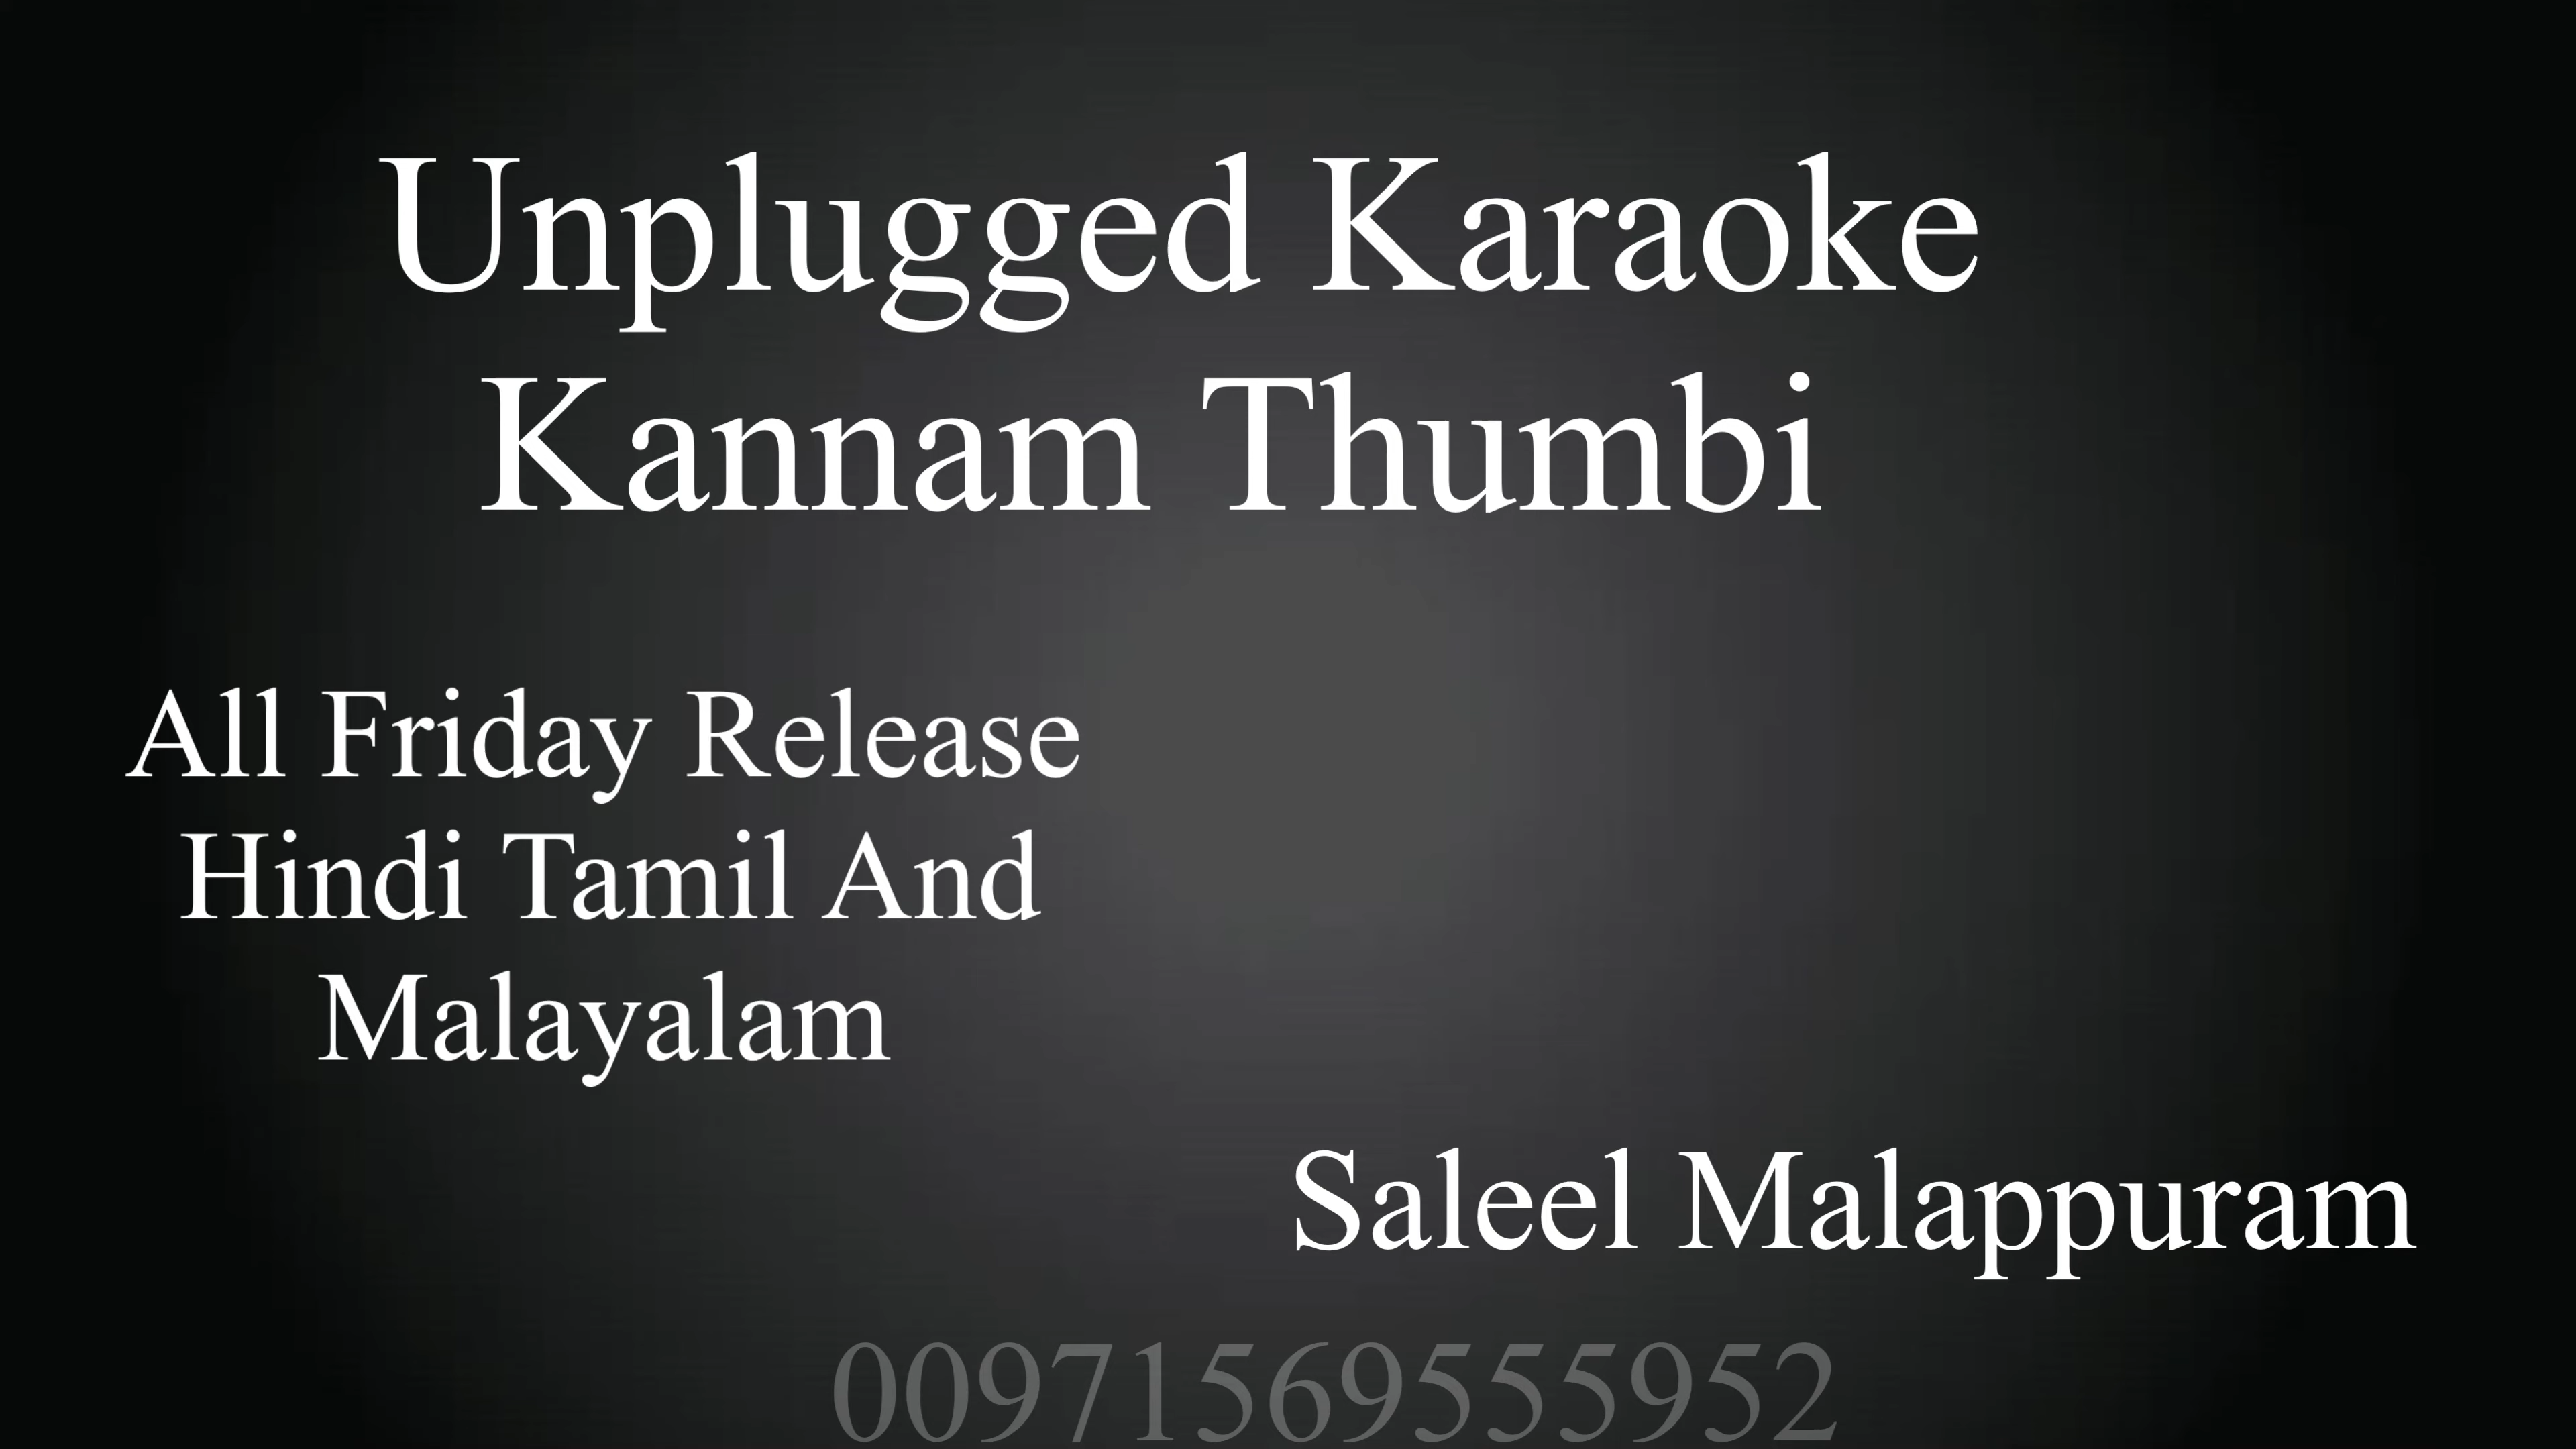 Unplugged Karaoke
Kannam Thumbi
All Friday Release
Hindi Tamil And
Malayalam
Saleel Malappuram
00971569555952